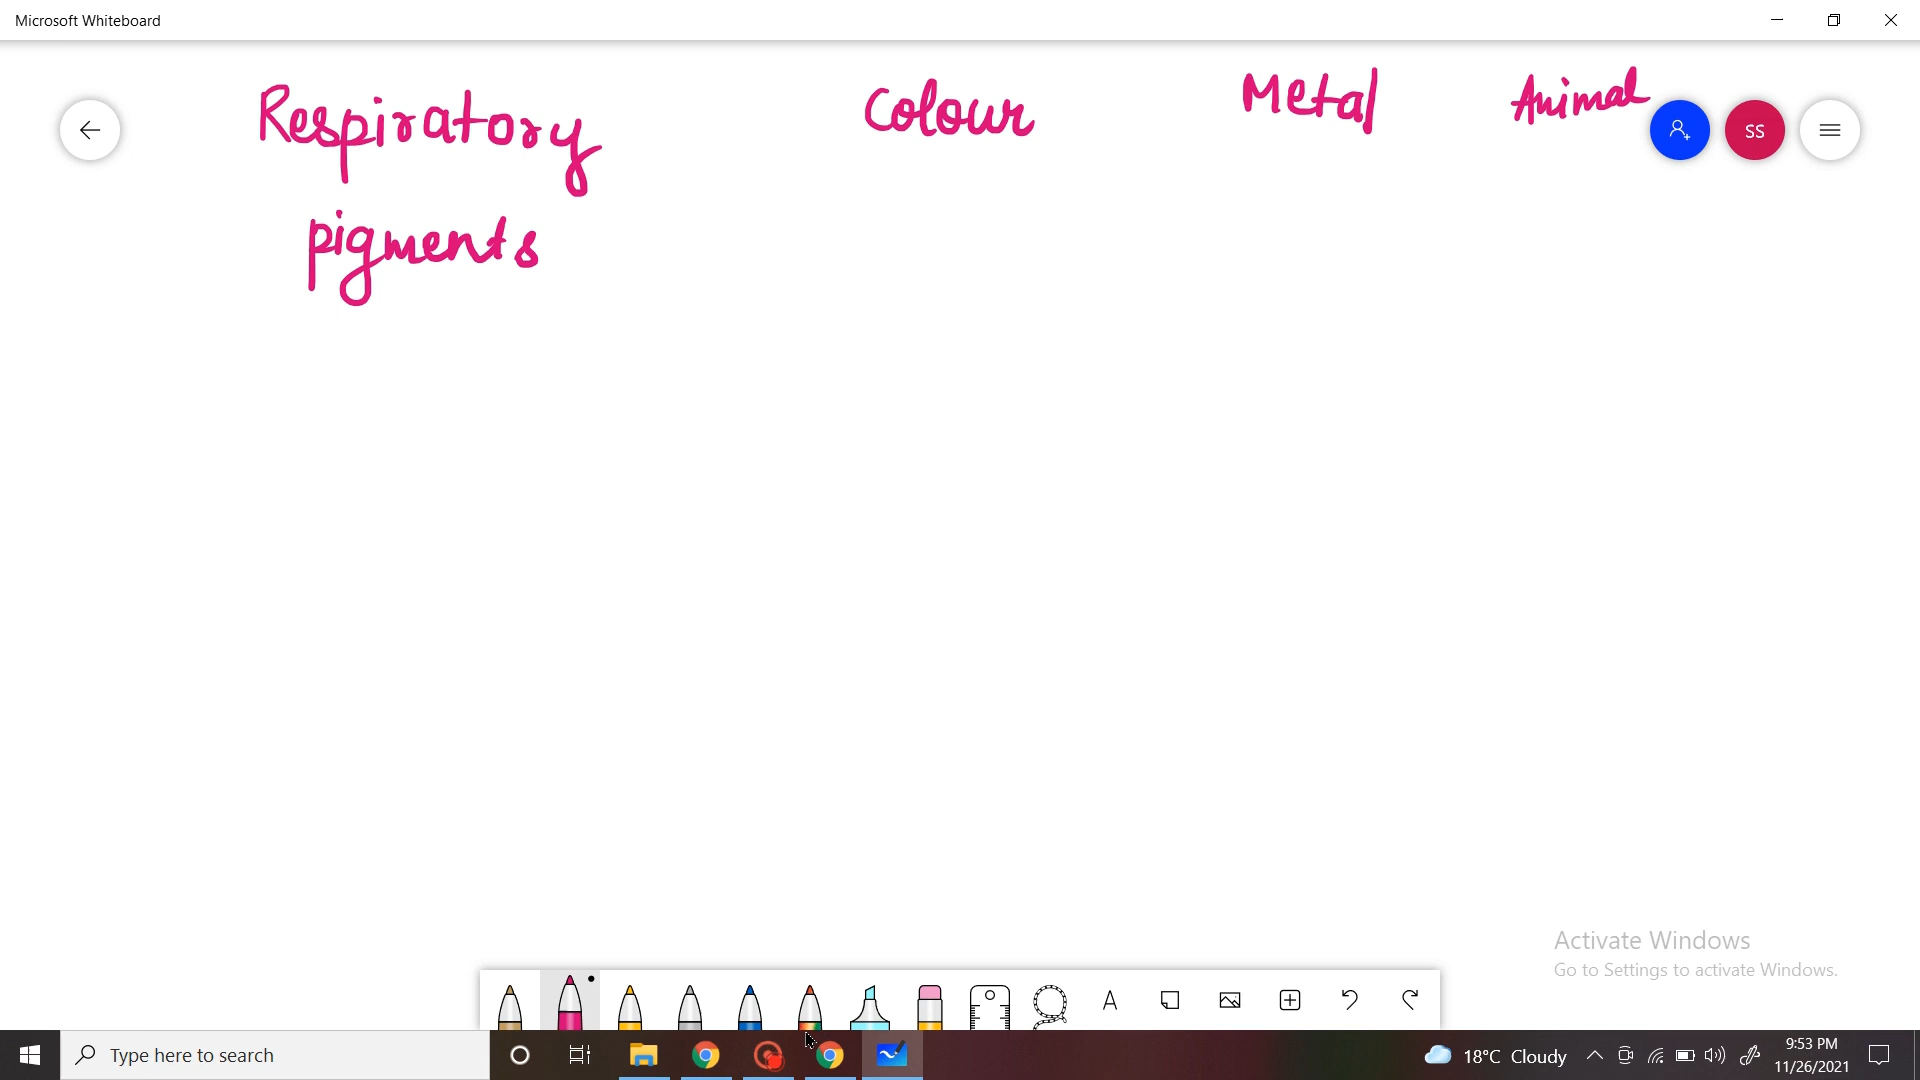 Microsoft Whiteboard
Respiratory Colour Metal Animal
pigments
SS
Activate Windows
Go to Settings to activate Windows.
A
Type here to search
18°C Cloudy
9:53 PM
11/26/2021